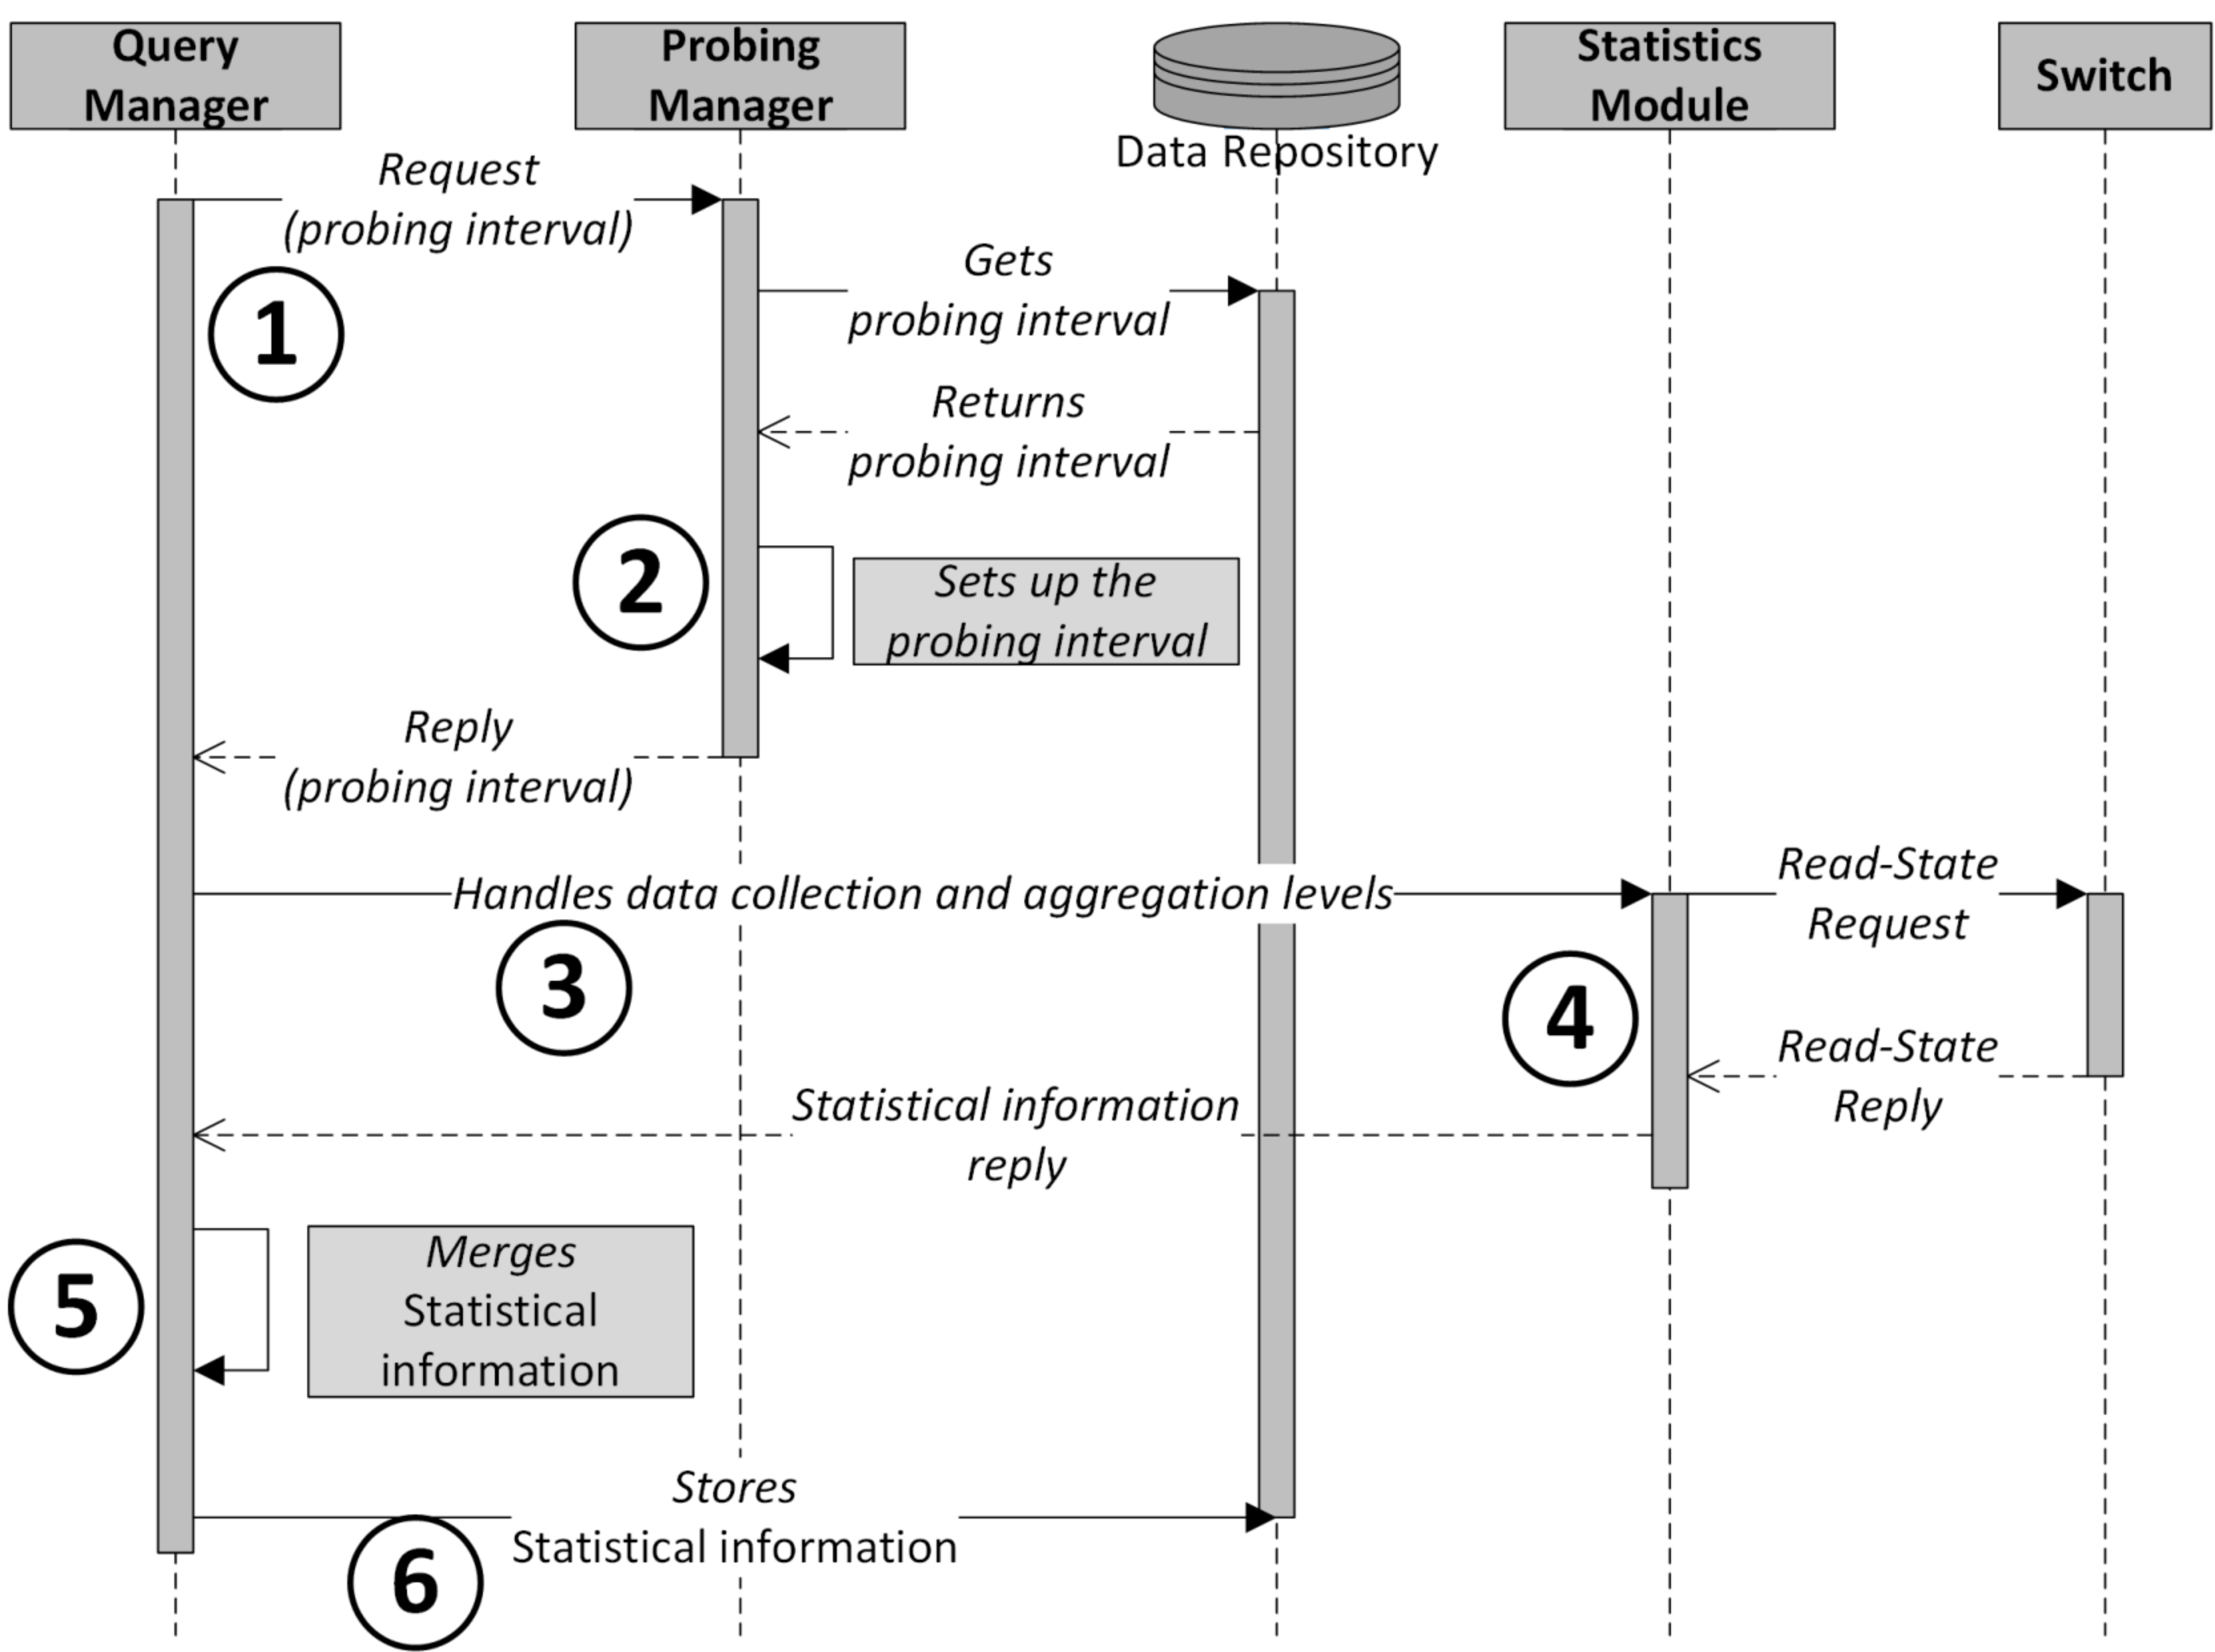 Query
Manager
Probing
Manager
Data Repository
Statistics
Module
Switch
Request
(probing interval)
1
Gets
probing interval
Returns
probing interval
2
Sets up the
probing interval
Reply
(probing interval)
Handles data collection and aggregation levels
3
Read-State
Request
4
Read-State
Reply
Statistical information
reply
5
Merges
Statistical
information
Stores
Statistical information
6